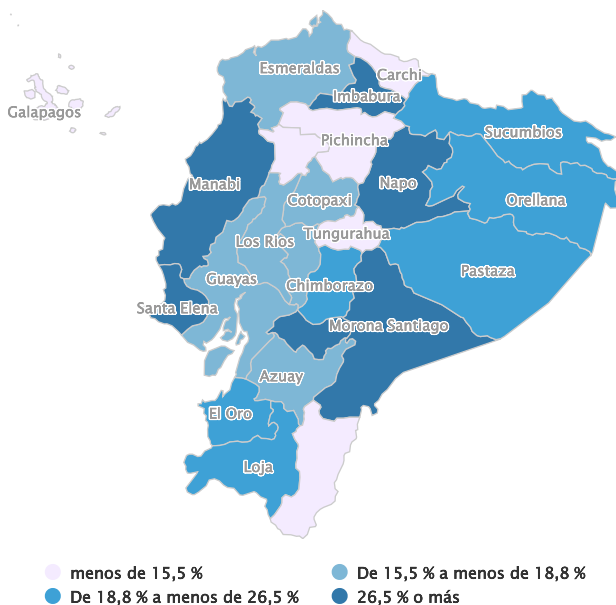 Esmeraldas
Carchi
Imbabura
Galapagos
Sucumbios
Pichincha
Manabi
Napo
Cotopaxi
Orellana
Tungurahua
Los Rios
Pastaza
Guayas
Chimborazo
Santa Elena
Morona Santiago
Azuay
El Oro
Loja
menos de 15,5 %
De 15,5 % a menos de 18,8 %
De 18,8 % a menos de 26,5 %
26,5 % o más